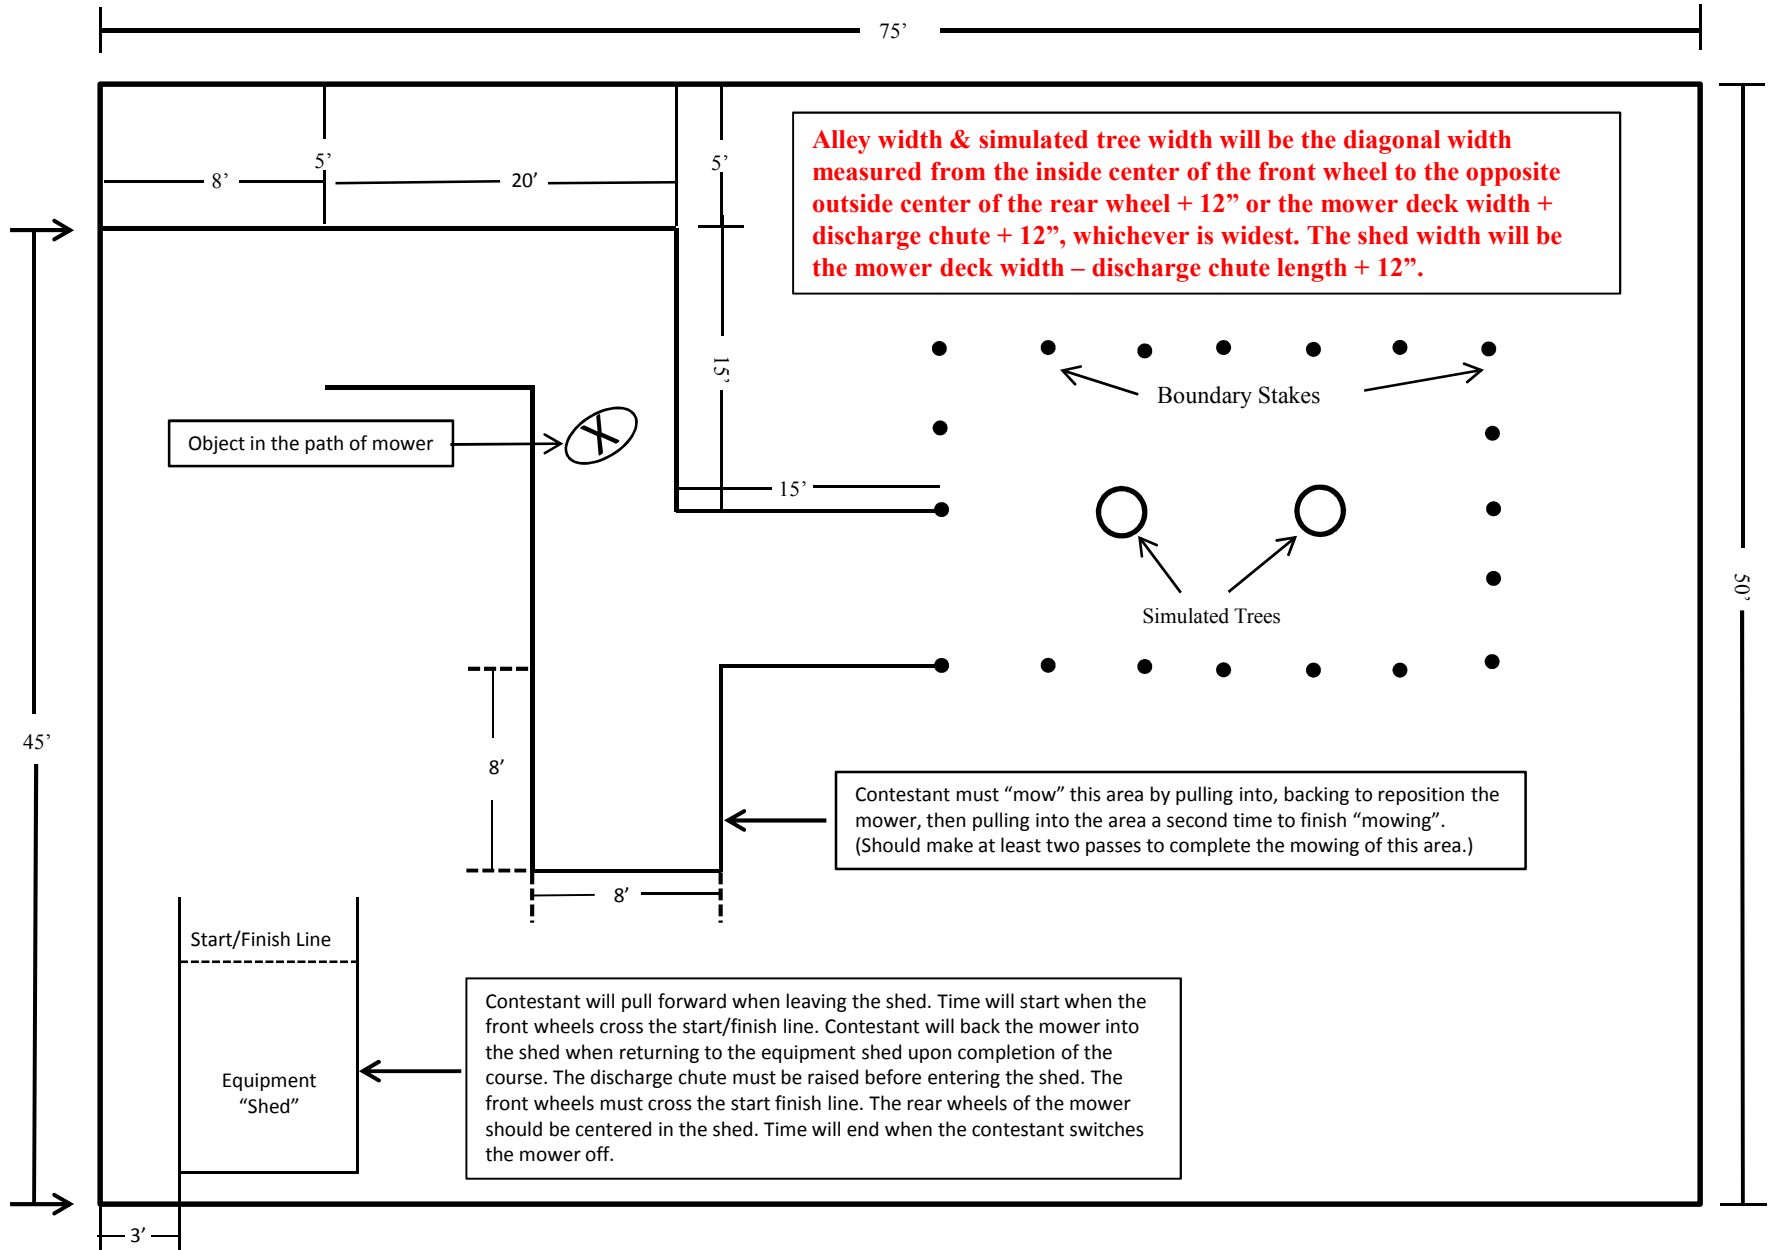 75’
Alley width & simulated tree width will be the diagonal width
measured from the inside center of the front wheel to the opposite
outside center of the rear wheel + 12” or the mower deck width +
discharge chute + 12”, whichever is widest. The shed width will be
the mower deck width – discharge chute length + 12”.
5’
8’
20’
5’
15’
Boundary Stakes
Object in the path of mower
X
15’
50’
Simulated Trees
45’
8’
Contestant must “mow” this area by pulling into, backing to reposition the
mower, then pulling into the area a second time to finish “mowing”.
(Should make at least two passes to complete the mowing of this area.)
8’
Start/Finish Line
Contestant will pull forward when leaving the shed. Time will start when the
front wheels cross the start/finish line. Contestant will back the mower into
the shed when returning to the equipment shed upon completion of the
course. The discharge chute must be raised before entering the shed. The
front wheels must cross the start finish line. The rear wheels of the mower
should be centered in the shed. Time will end when the contestant switches
the mower off.
Equipment
“Shed”
3’